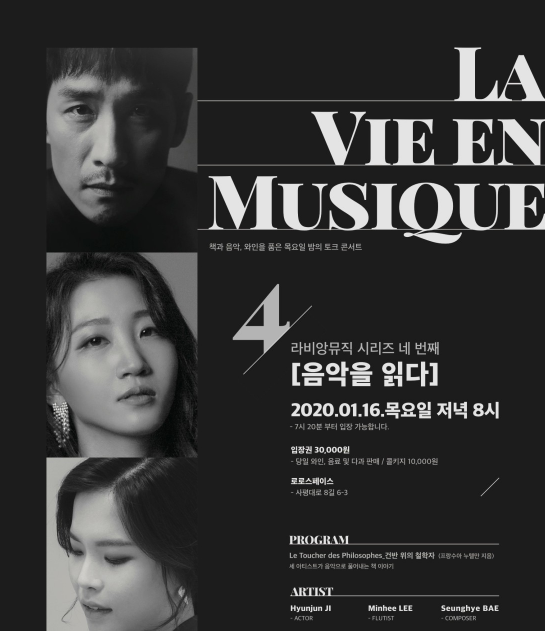 LA
VIE EN
MUSIQUE
책과 음악, 와인을 품은 목요일 밤의 토크 콘서트
4
라비앙뮤직 시리즈 네 번째
[음악을 읽다]
2020.01.16.목요일 저녁 8시
- 7시 20분 부터 입장 가능합니다.
입장권 30,000원
- 당일 와인, 음료 및 다과 판매 / 콜키지 10,000원
로로스페이스
- 사평대로 8길 6-3
PROGRAM
Le Toucher des Philosophes_건반 위의 철학자 (프랑수아 누델만 지음)
세 아티스트가 음악으로 풀어내는 책 이야기
ARTIST
Hyunjun JI Minhee LEE Seunghye BAE
- ACTOR - FLUTIST - COMPOSER